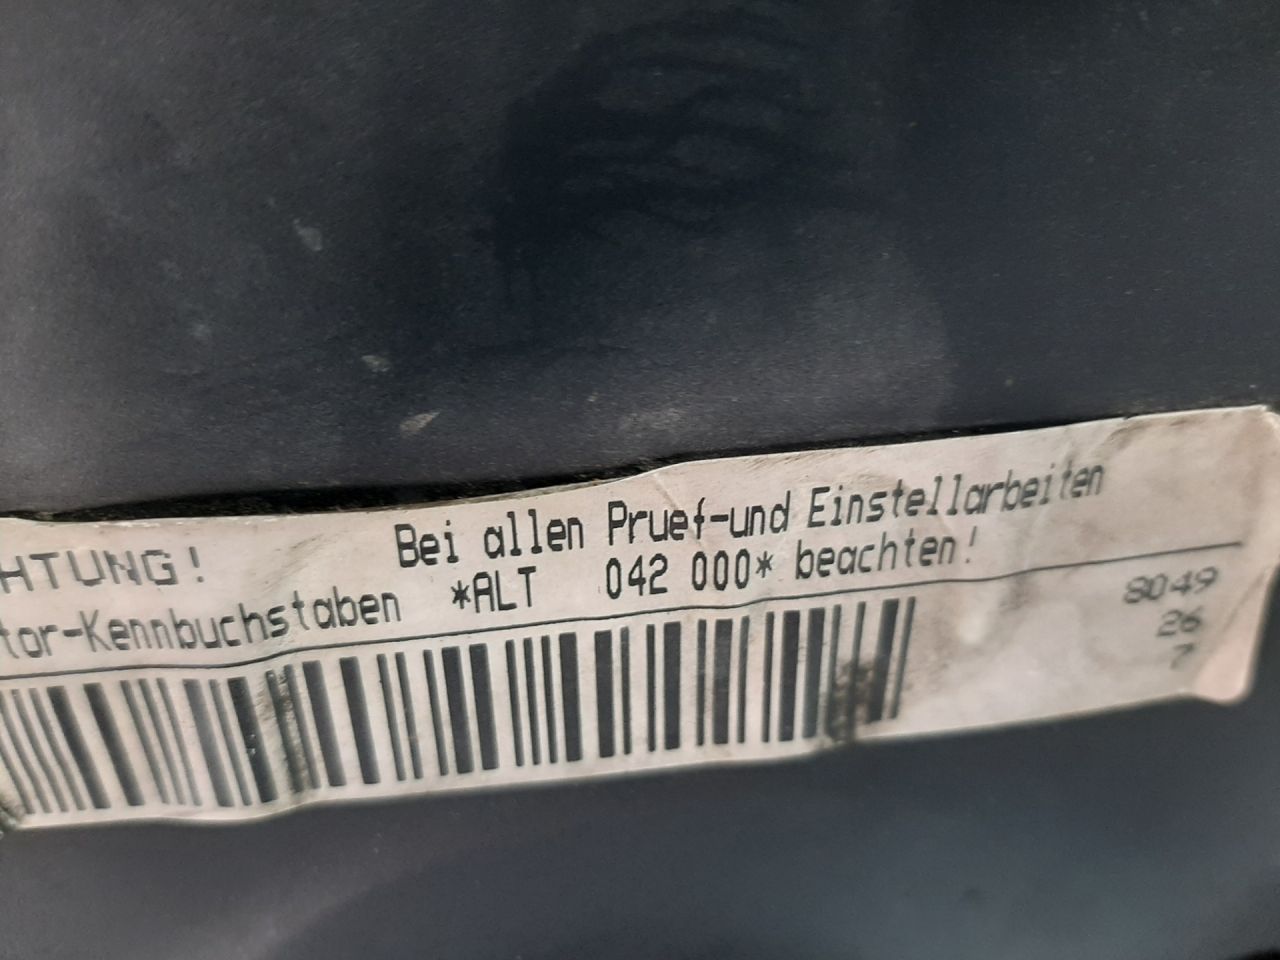 HTUNG! Bei allen Pruef-und Einstellarbeiten
tor-Kennbuchstaben *ALT 042 000* beachten!
8049
26
7